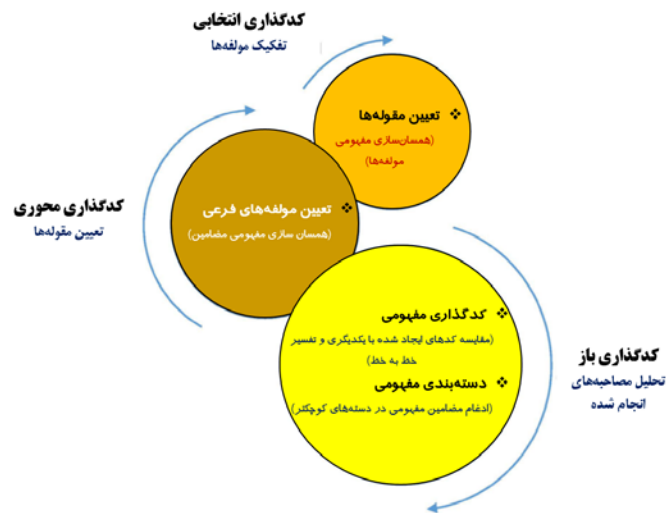 کدگذاری انتخابی
تفکیک مولفه‌ها
❖ تعیین مقوله‌ها
(همسان‌سازی مفهومی
مولفه‌ها)
کدگذاری محوری
تعیین مقوله‌ها
❖ تعیین مولفه‌های فرعی
(همسان سازی مفهومی مضامین)
❖ کدگذاری مفهومی
(مقایسه کدهای ایجاد شده با یکدیگری و تفسیر
خط به خط)
❖ دسته‌بندی مفهومی
(ادغام مضامین مفهومی در دسته‌های کوچکتر)
کدگذاری باز
تحلیل مصاحبه‌های
انجام شده